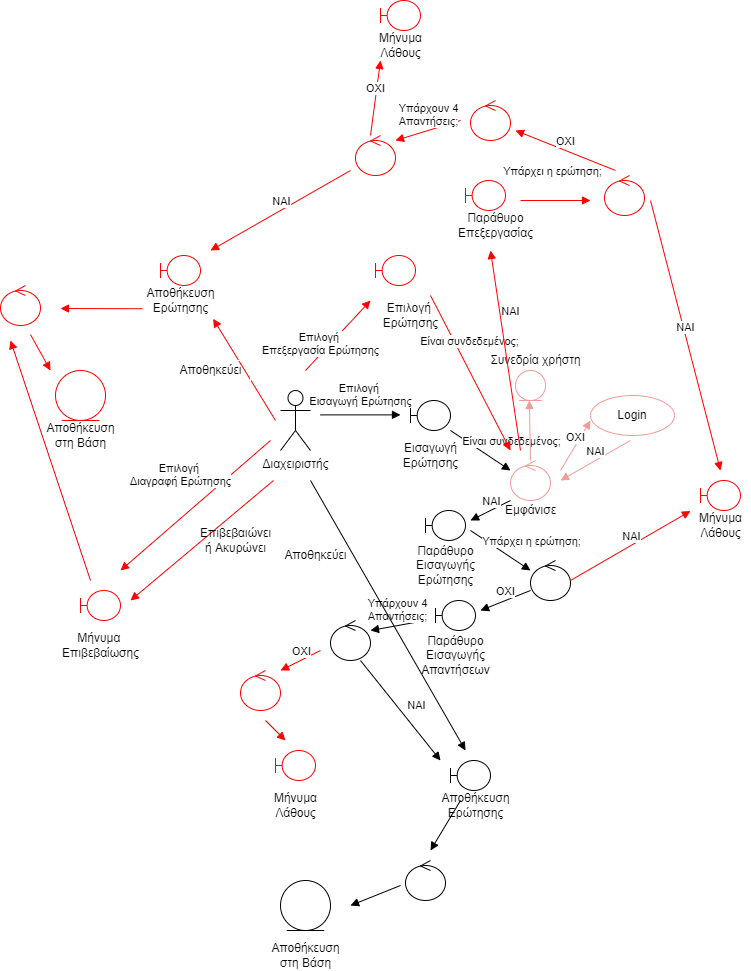 Μήνυμα
Λάθους
ΟΧΙ
Υπάρχουν 4
Απαντήσεις;
ΟΧΙ
Υπάρχει η ερώτηση;
ΝΑΙ
Παράθυρο
Επεξεργασίας
Αποθήκευση
Ερώτησης
Επιλογή
Ερώτησης
ΝΑΙ
ΝΑΙ
Επιλογή
Επεξεργασία Ερώτησης
Είναι συνδεδεμένος;
Συνεδρία χρήστη
Αποθηκεύει
Επιλογή
Εισαγωγή Ερώτησης
Login
Αποθήκευση
στη Βάση
Εισαγωγή
Ερώτησης
Είναι συνδεδεμένος;
ΟΧΙ
ΝΑΙ
Διαχειριστής
Επιλογή
Διαγραφή Ερώτησης
ΝΑΙ
Εμφάνισε
Μήνυμα
Λάθους
Επιβεβαιώνει
ή Ακυρώνει
Αποθηκεύει
Παράθυρο
Εισαγωγής
Ερώτησης
Υπάρχει η ερώτηση;
ΝΑΙ
ΟΧΙ
Υπάρχουν 4
Απαντήσεις;
Μήνυμα
Επιβεβαίωσης
Παράθυρο
Εισαγωγής
Απαντήσεων
ΟΧΙ
ΝΑΙ
Μήνυμα
Λάθους
Αποθήκευση
Ερώτησης
Αποθήκευση
στη Βάση